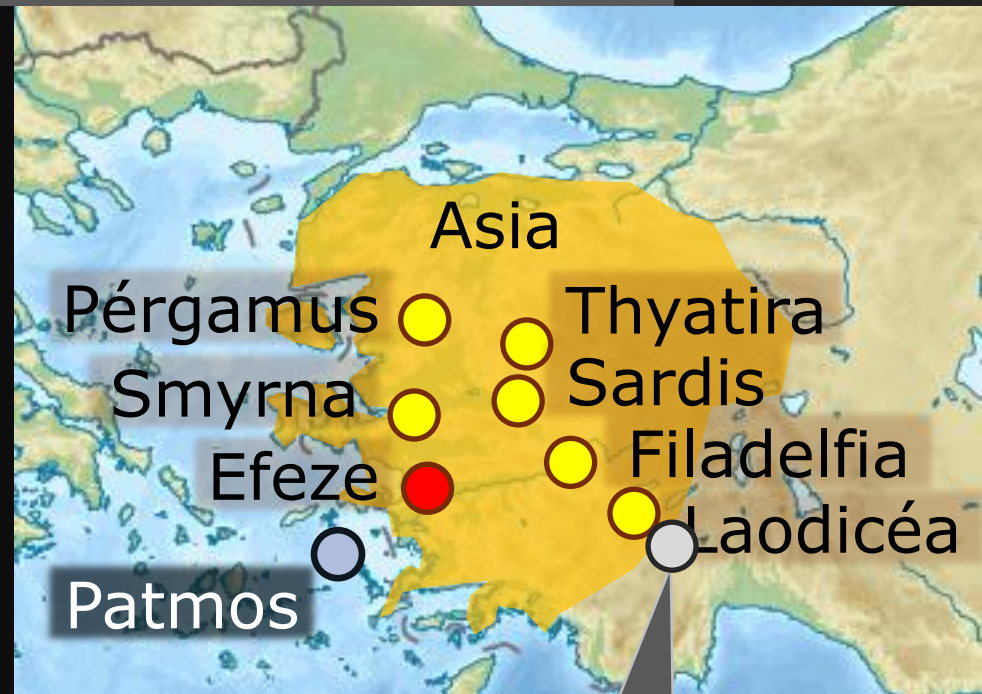 Asia
Pérgamus
Thyatira
Smyrna
Sardis
Efeze
Filadelfia
Laodicéa
Patmos